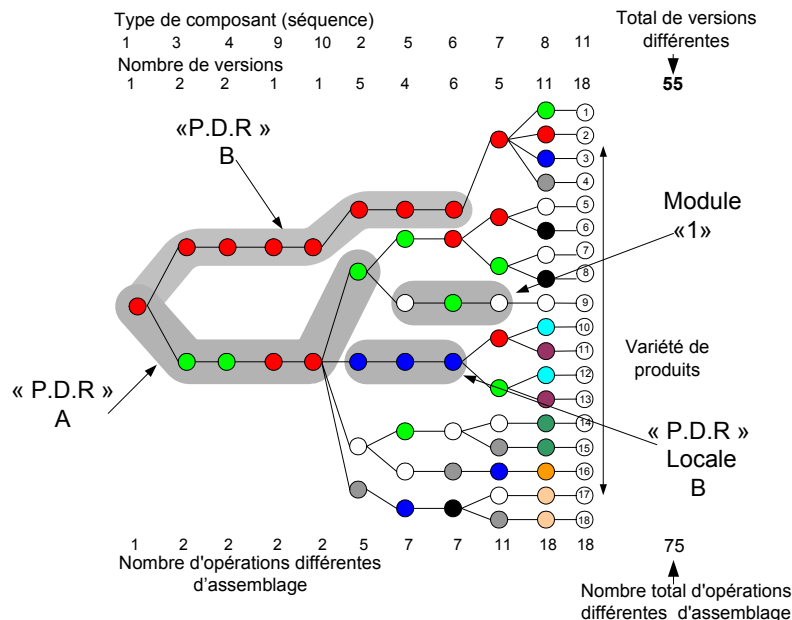 Type de composant (séquence)
1 3 4 9 10 2 5 6 7 8 11
Total de versions
différentes
Nombre de versions
1 2 2 1 1 5 4 6 5 11 18
55
«P.D.R »
B
1
2
3
4
5
6
7
8
9
10
11
12
13
14
15
16
17
18
Module
«1»
Variété de
produits
« P.D.R »
A
« P.D.R »
Locale
B
1 2 2 2 2 5 7 7 11 18 18
75
Nombre d'opérations différentes
d’assemblage
Nombre total d'opérations
différentes d'assemblage